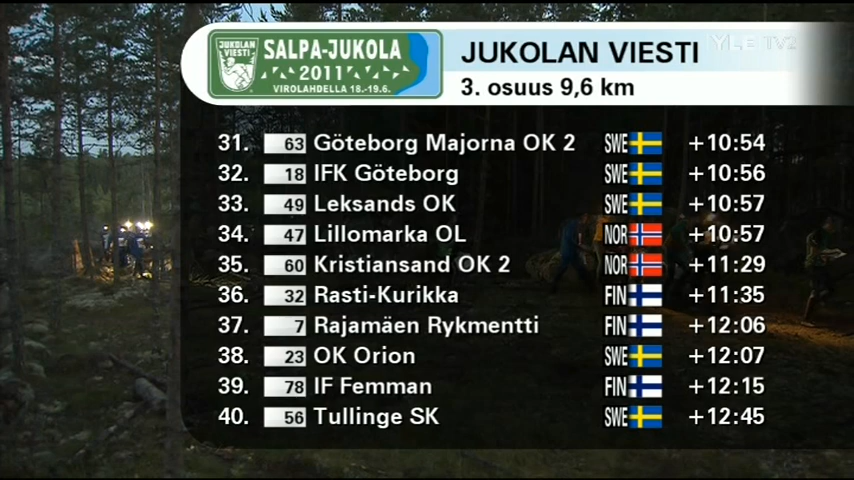 JUKOLAN VIESTI
SALPA-JUKOLA
2011
VIROLAHDELLA 18.-19.6.
JUKOLAN VIESTI
YLE TV2
3. osuus 9,6 km
31. 63 Göteborg Majorna OK 2 SWE +10:54
32. 18 IFK Göteborg SWE +10:56
33. 49 Leksands OK SWE +10:57
34. 47 Lillomarka OL NOR +10:57
35. 60 Kristiansand OK 2 NOR +11:29
36. 32 Rasti-Kurikka FIN +11:35
37. 7 Rajamäen Rykmentti FIN +12:06
38. 23 OK Orion SWE +12:07
39. 78 IF Femman FIN +12:15
40. 56 Tullinge SK SWE +12:45